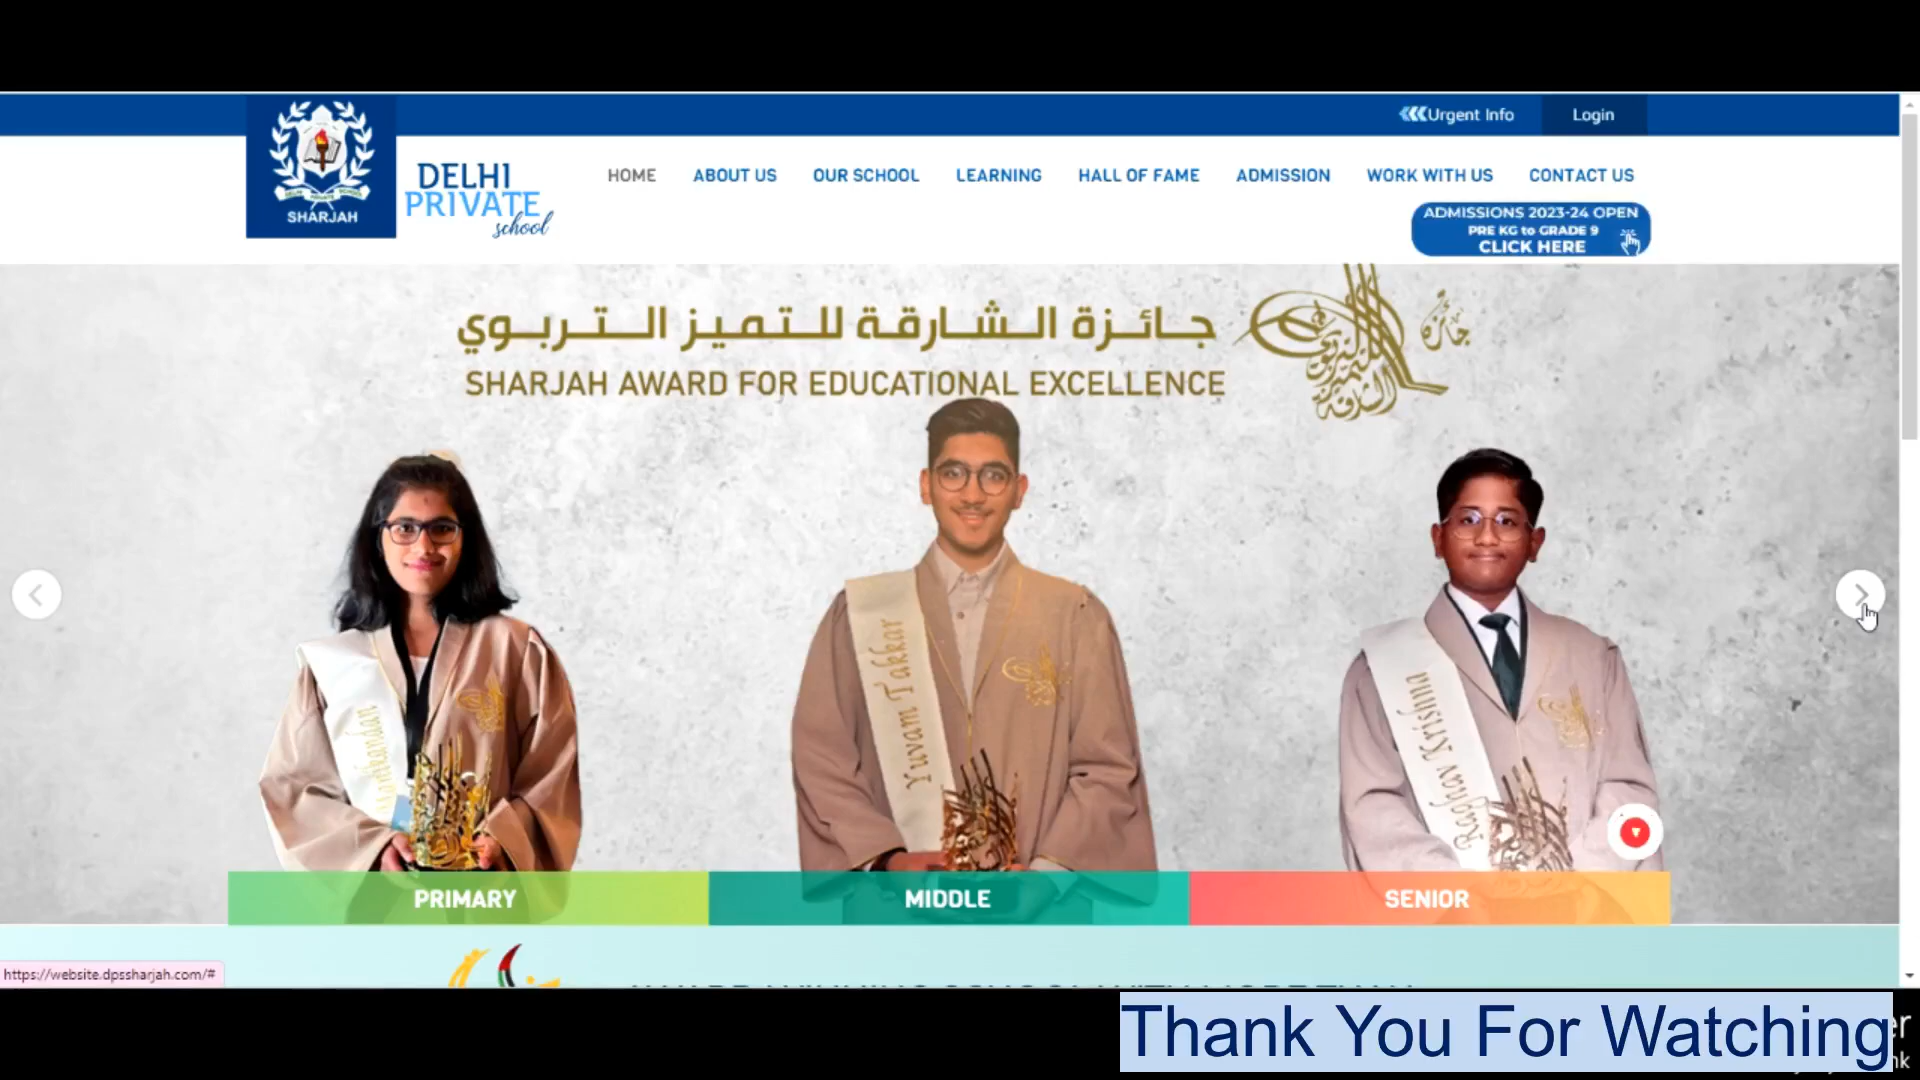 Urgent Info
Login
SHARJAH
DELHI
PRIVATE
school
HOME
ABOUT US
OUR SCHOOL
LEARNING
HALL OF FAME
ADMISSION
WORK WITH US
CONTACT US
ADMISSIONS 2023-24 OPEN
PRE KG to GRADE 9
CLICK HERE
جائزة الشارقة للتميز التربوي
SHARJAH AWARD FOR EDUCATIONAL EXCELLENCE
Yuvam Takkar
Raghav Krishna
PRIMARY
MIDDLE
SENIOR
https://website.dpssharjah.com/#
Thank You For Watching